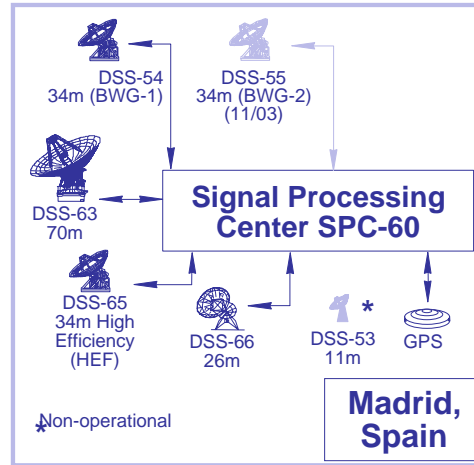 DSS-54
34m (BWG-1)
DSS-55
34m (BWG-2)
(11/03)
DSS-63
70m
Signal Processing
Center SPC-60
DSS-65
34m High
Efficiency
(HEF)
DSS-66
26m
*
DSS-53
11m
GPS
*Non-operational
Madrid,
Spain